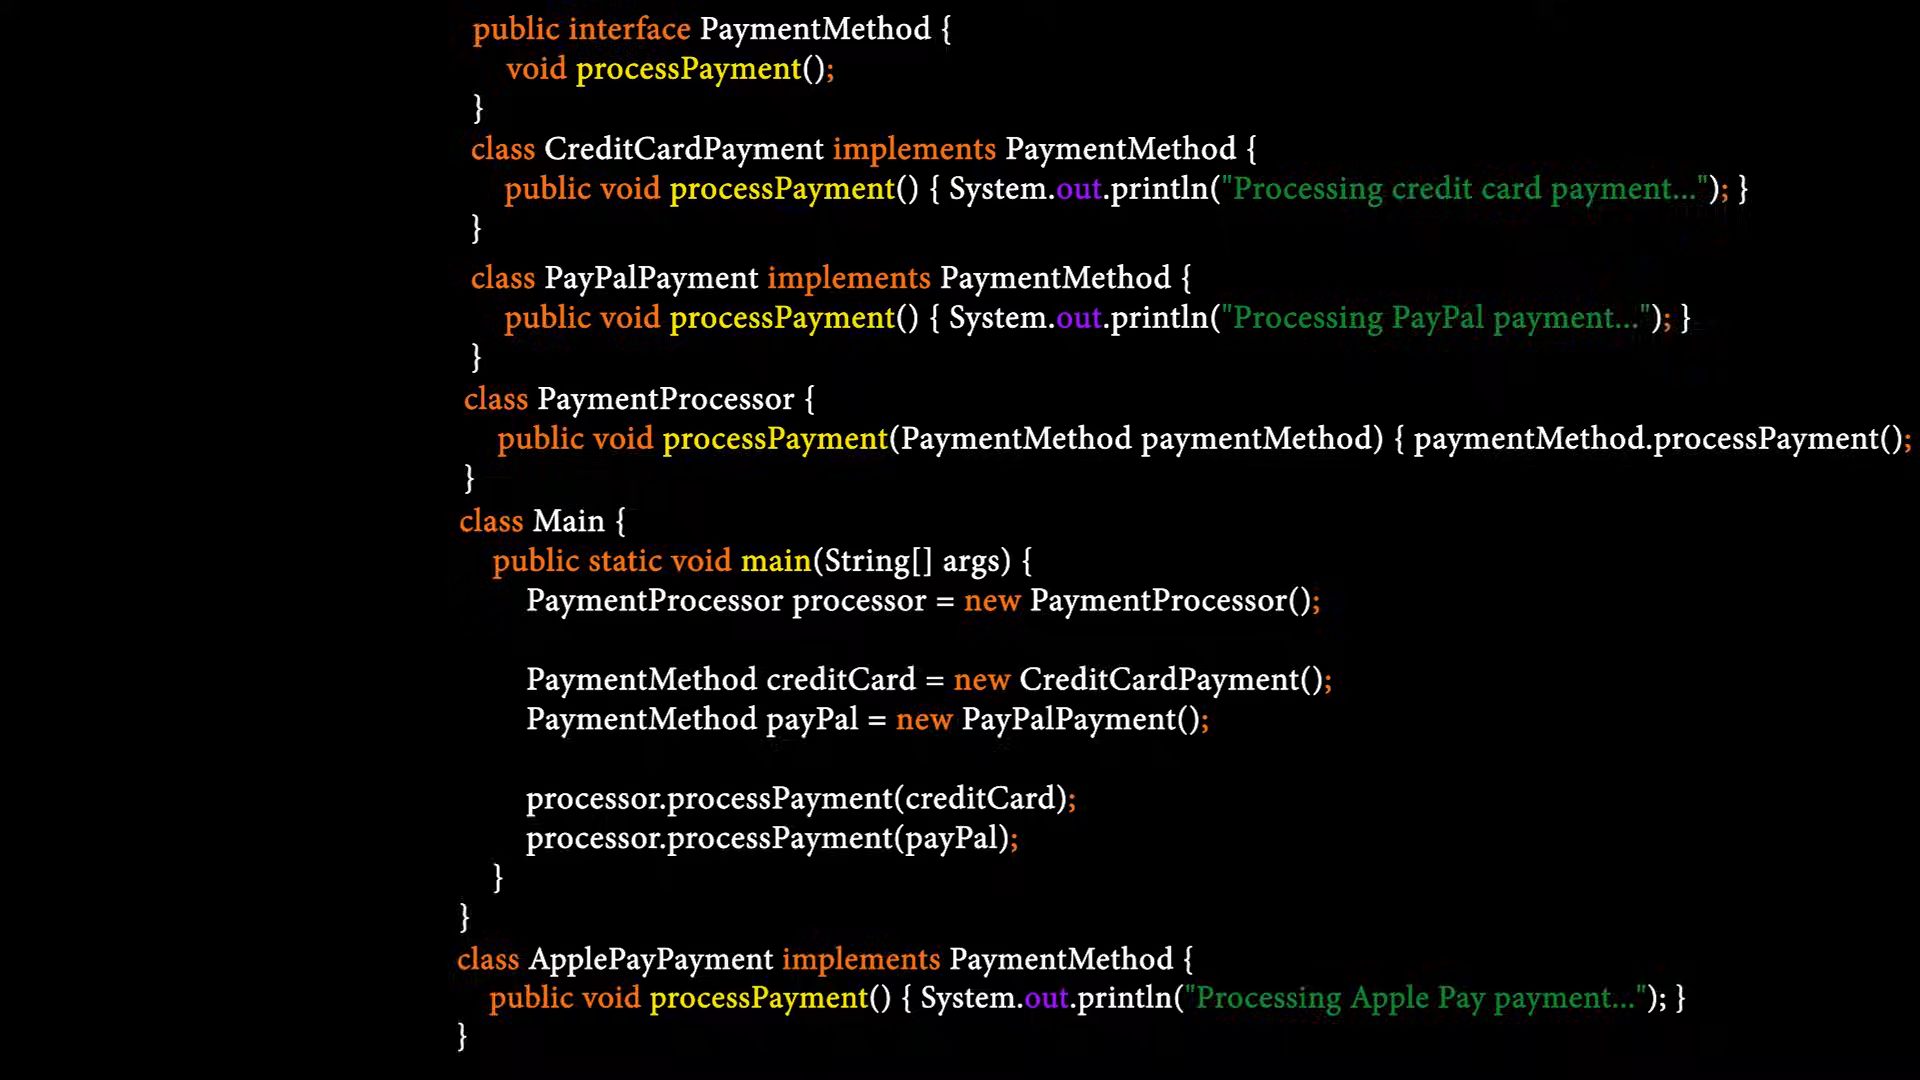 public interface PaymentMethod {
void processPayment();
}
class CreditCardPayment implements PaymentMethod {
public void processPayment() { System.out.println("Processing credit card payment..."); }
}
class PayPalPayment implements PaymentMethod {
public void processPayment() { System.out.println("Processing PayPal payment..."); }
}
class PaymentProcessor {
public void processPayment(PaymentMethod paymentMethod) { paymentMethod.processPayment();
}
class Main {
public static void main(String[] args) {
PaymentProcessor processor = new PaymentProcessor();
PaymentMethod creditCard = new CreditCardPayment();
PaymentMethod payPal = new PayPalPayment();
processor.processPayment(creditCard);
processor.processPayment(payPal);
}
}
class ApplePayPayment implements PaymentMethod {
public void processPayment() { System.out.println("Processing Apple Pay payment..."); }
}